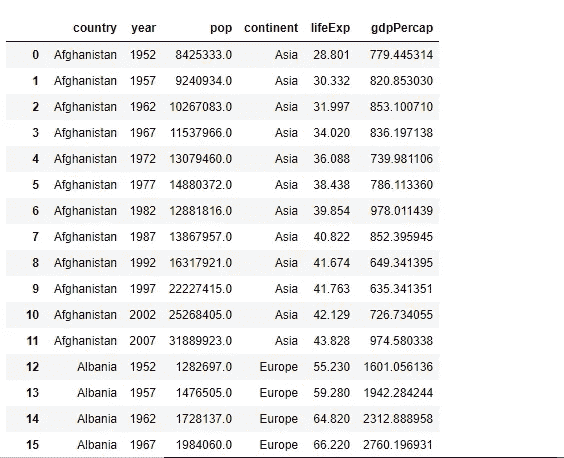 country year pop continent lifeExp gdpPercap
0 Afghanistan 1952 8425333.0 Asia 28.801 779.445314
1 Afghanistan 1957 9240934.0 Asia 30.332 820.853030
2 Afghanistan 1962 10267083.0 Asia 31.997 853.100710
3 Afghanistan 1967 11537966.0 Asia 34.020 836.197138
4 Afghanistan 1972 13079460.0 Asia 36.088 739.981106
5 Afghanistan 1977 14880372.0 Asia 38.438 786.113360
6 Afghanistan 1982 12881816.0 Asia 39.854 978.011439
7 Afghanistan 1987 13867957.0 Asia 40.822 852.395945
8 Afghanistan 1992 16317921.0 Asia 41.674 649.341395
9 Afghanistan 1997 22227415.0 Asia 41.763 635.341351
10 Afghanistan 2002 25268405.0 Asia 42.129 726.734055
11 Afghanistan 2007 31889923.0 Asia 43.828 974.580338
12 Albania 1952 1282697.0 Europe 55.230 1601.056136
13 Albania 1957 1476505.0 Europe 59.280 1942.284244
14 Albania 1962 1728137.0 Europe 64.820 2312.888958
15 Albania 1967 1984060.0 Europe 66.220 2760.196931